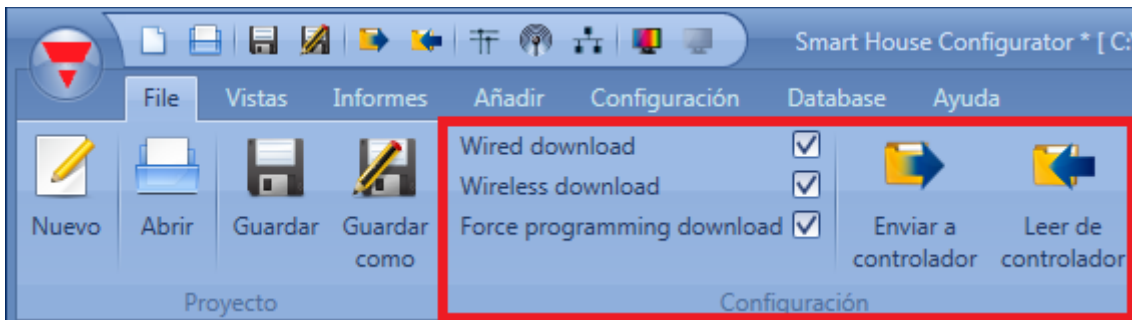 Smart House Configurator * [ C:
File Vistas Informes Añadir Configuración Database Ayuda
Wired download
Wireless download
Force programming download
Nuevo Abrir Guardar Guardar como
Enviar a controlador
Leer de controlador
Proyecto Configuración